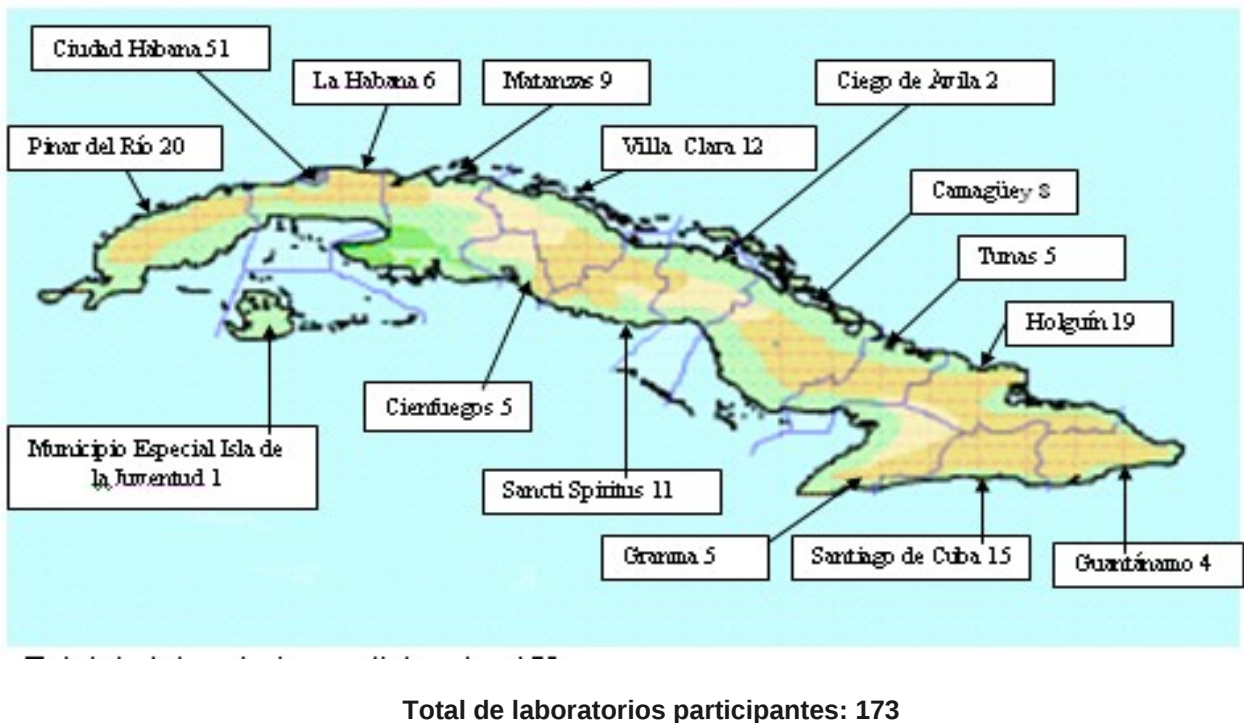 Ciudad Habana 51
La Habana 6
Matanzas 9
Ciego de Àvila 2
Pinar del Río 20
Villa Clara 12
Camagüey 8
Tunas 5
Holguín 19
Cienfuegos 5
Municipio Especial Isla de
la Juventud 1
Sancti Spiritus 11
Granma 5
Santiago de Cuba 15
Guantánamo 4
Total de laboratorios participantes: 173